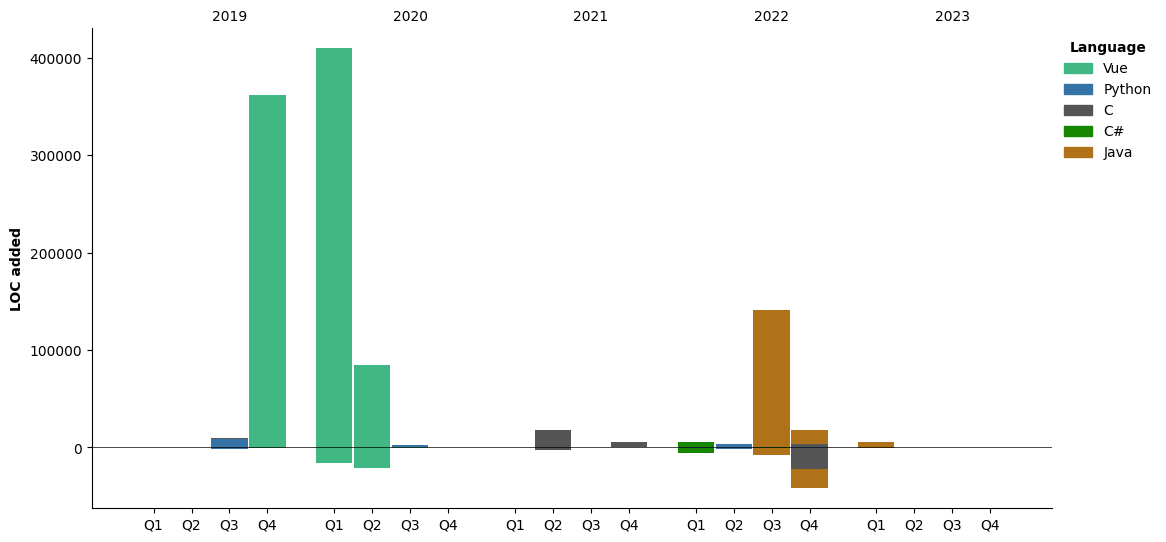 2019 2020 2021 2022 2023
Language
Vue
Python
C
C#
Java
LOC added
400000
300000
200000
100000
0
Q1 Q2 Q3 Q4 Q1 Q2 Q3 Q4 Q1 Q2 Q3 Q4 Q1 Q2 Q3 Q4 Q1 Q2 Q3 Q4